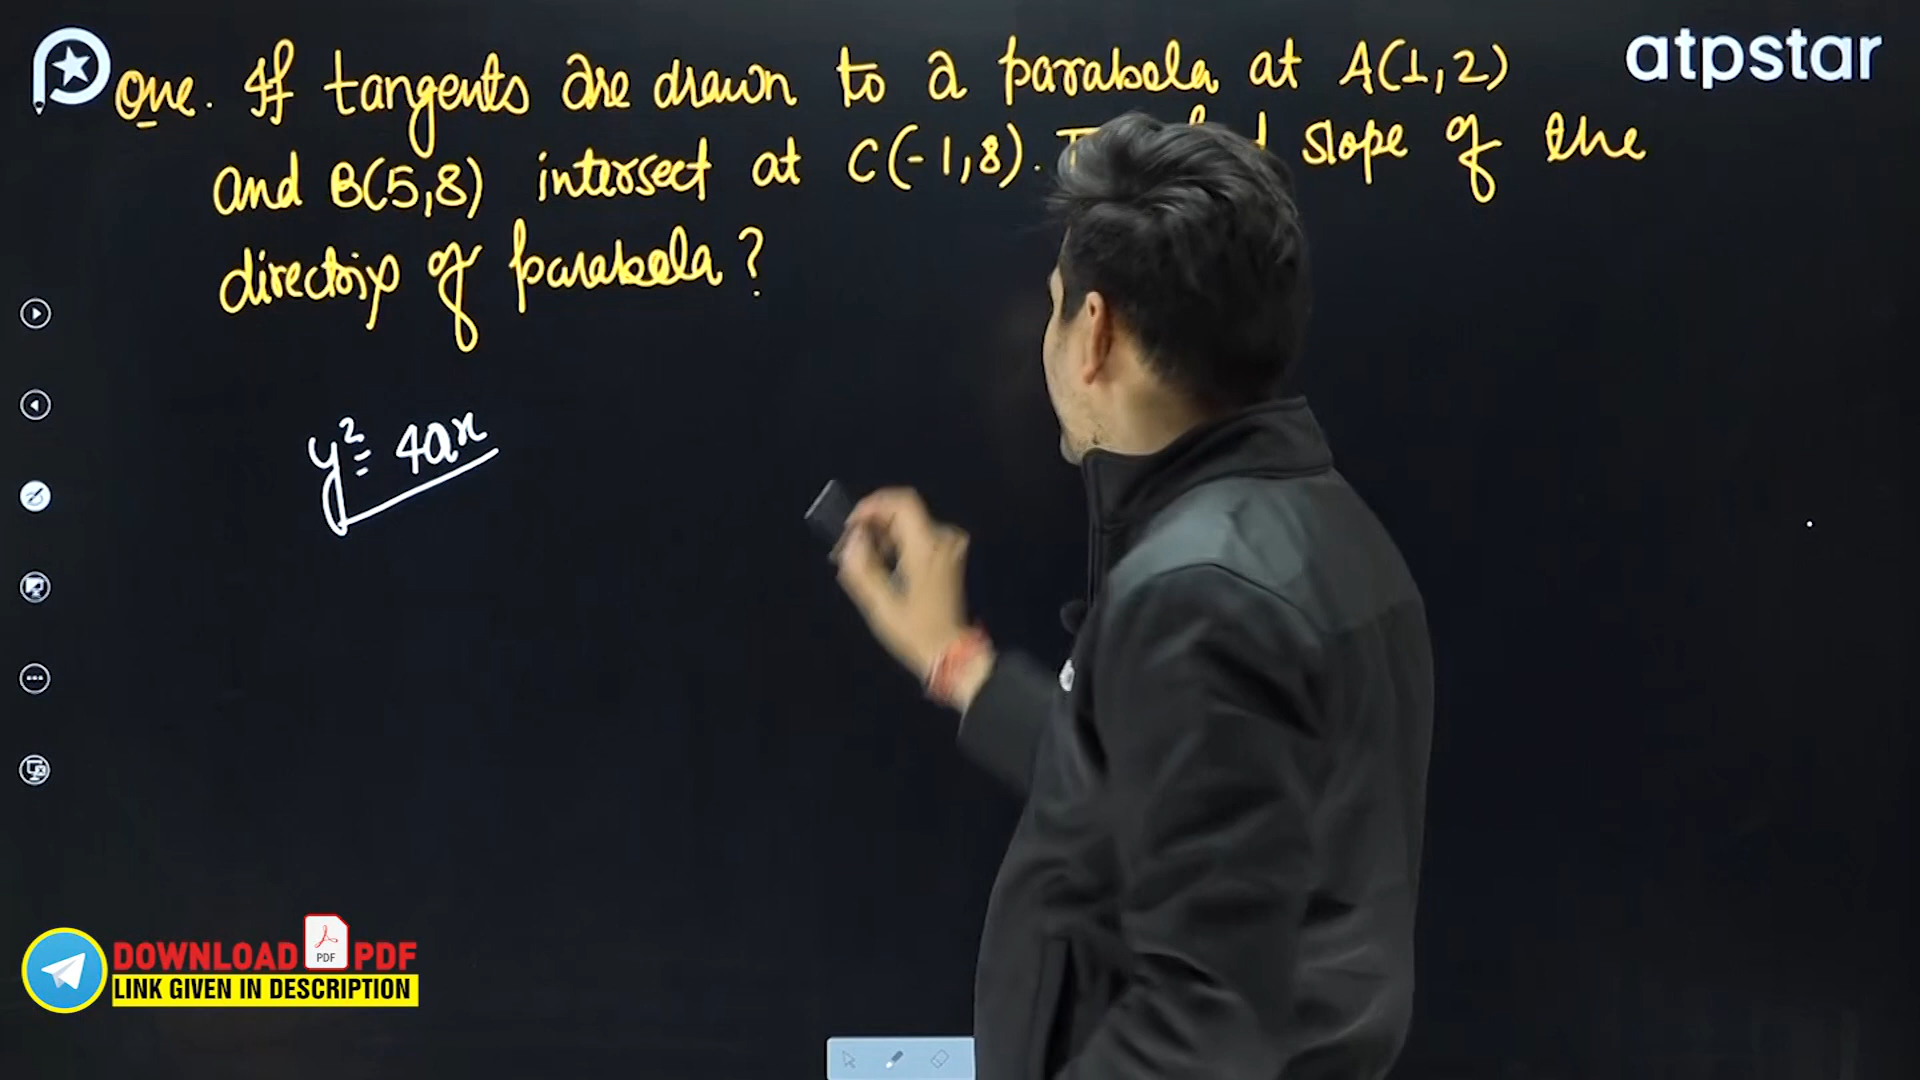 atpstar
Que. If tangents are drawn to a parabola at A(1,2)
and B(5,8) intersect at C(-1,8). slope of the
directrix of parabola?
y² = 4ax
DOWNLOAD PDF PDF
LINK GIVEN IN DESCRIPTION